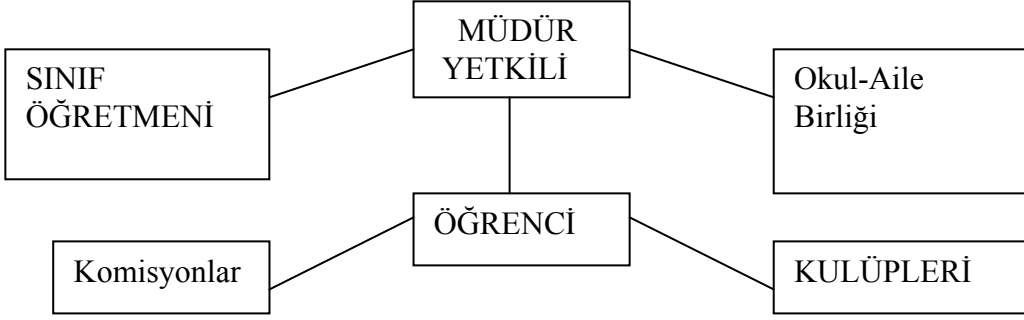 MÜDÜR
YETKİLİ
SINIF
ÖĞRETMENİ
Okul-Aile
Birliği
ÖĞRENCİ
Komisyonlar
KULÜPLERİ